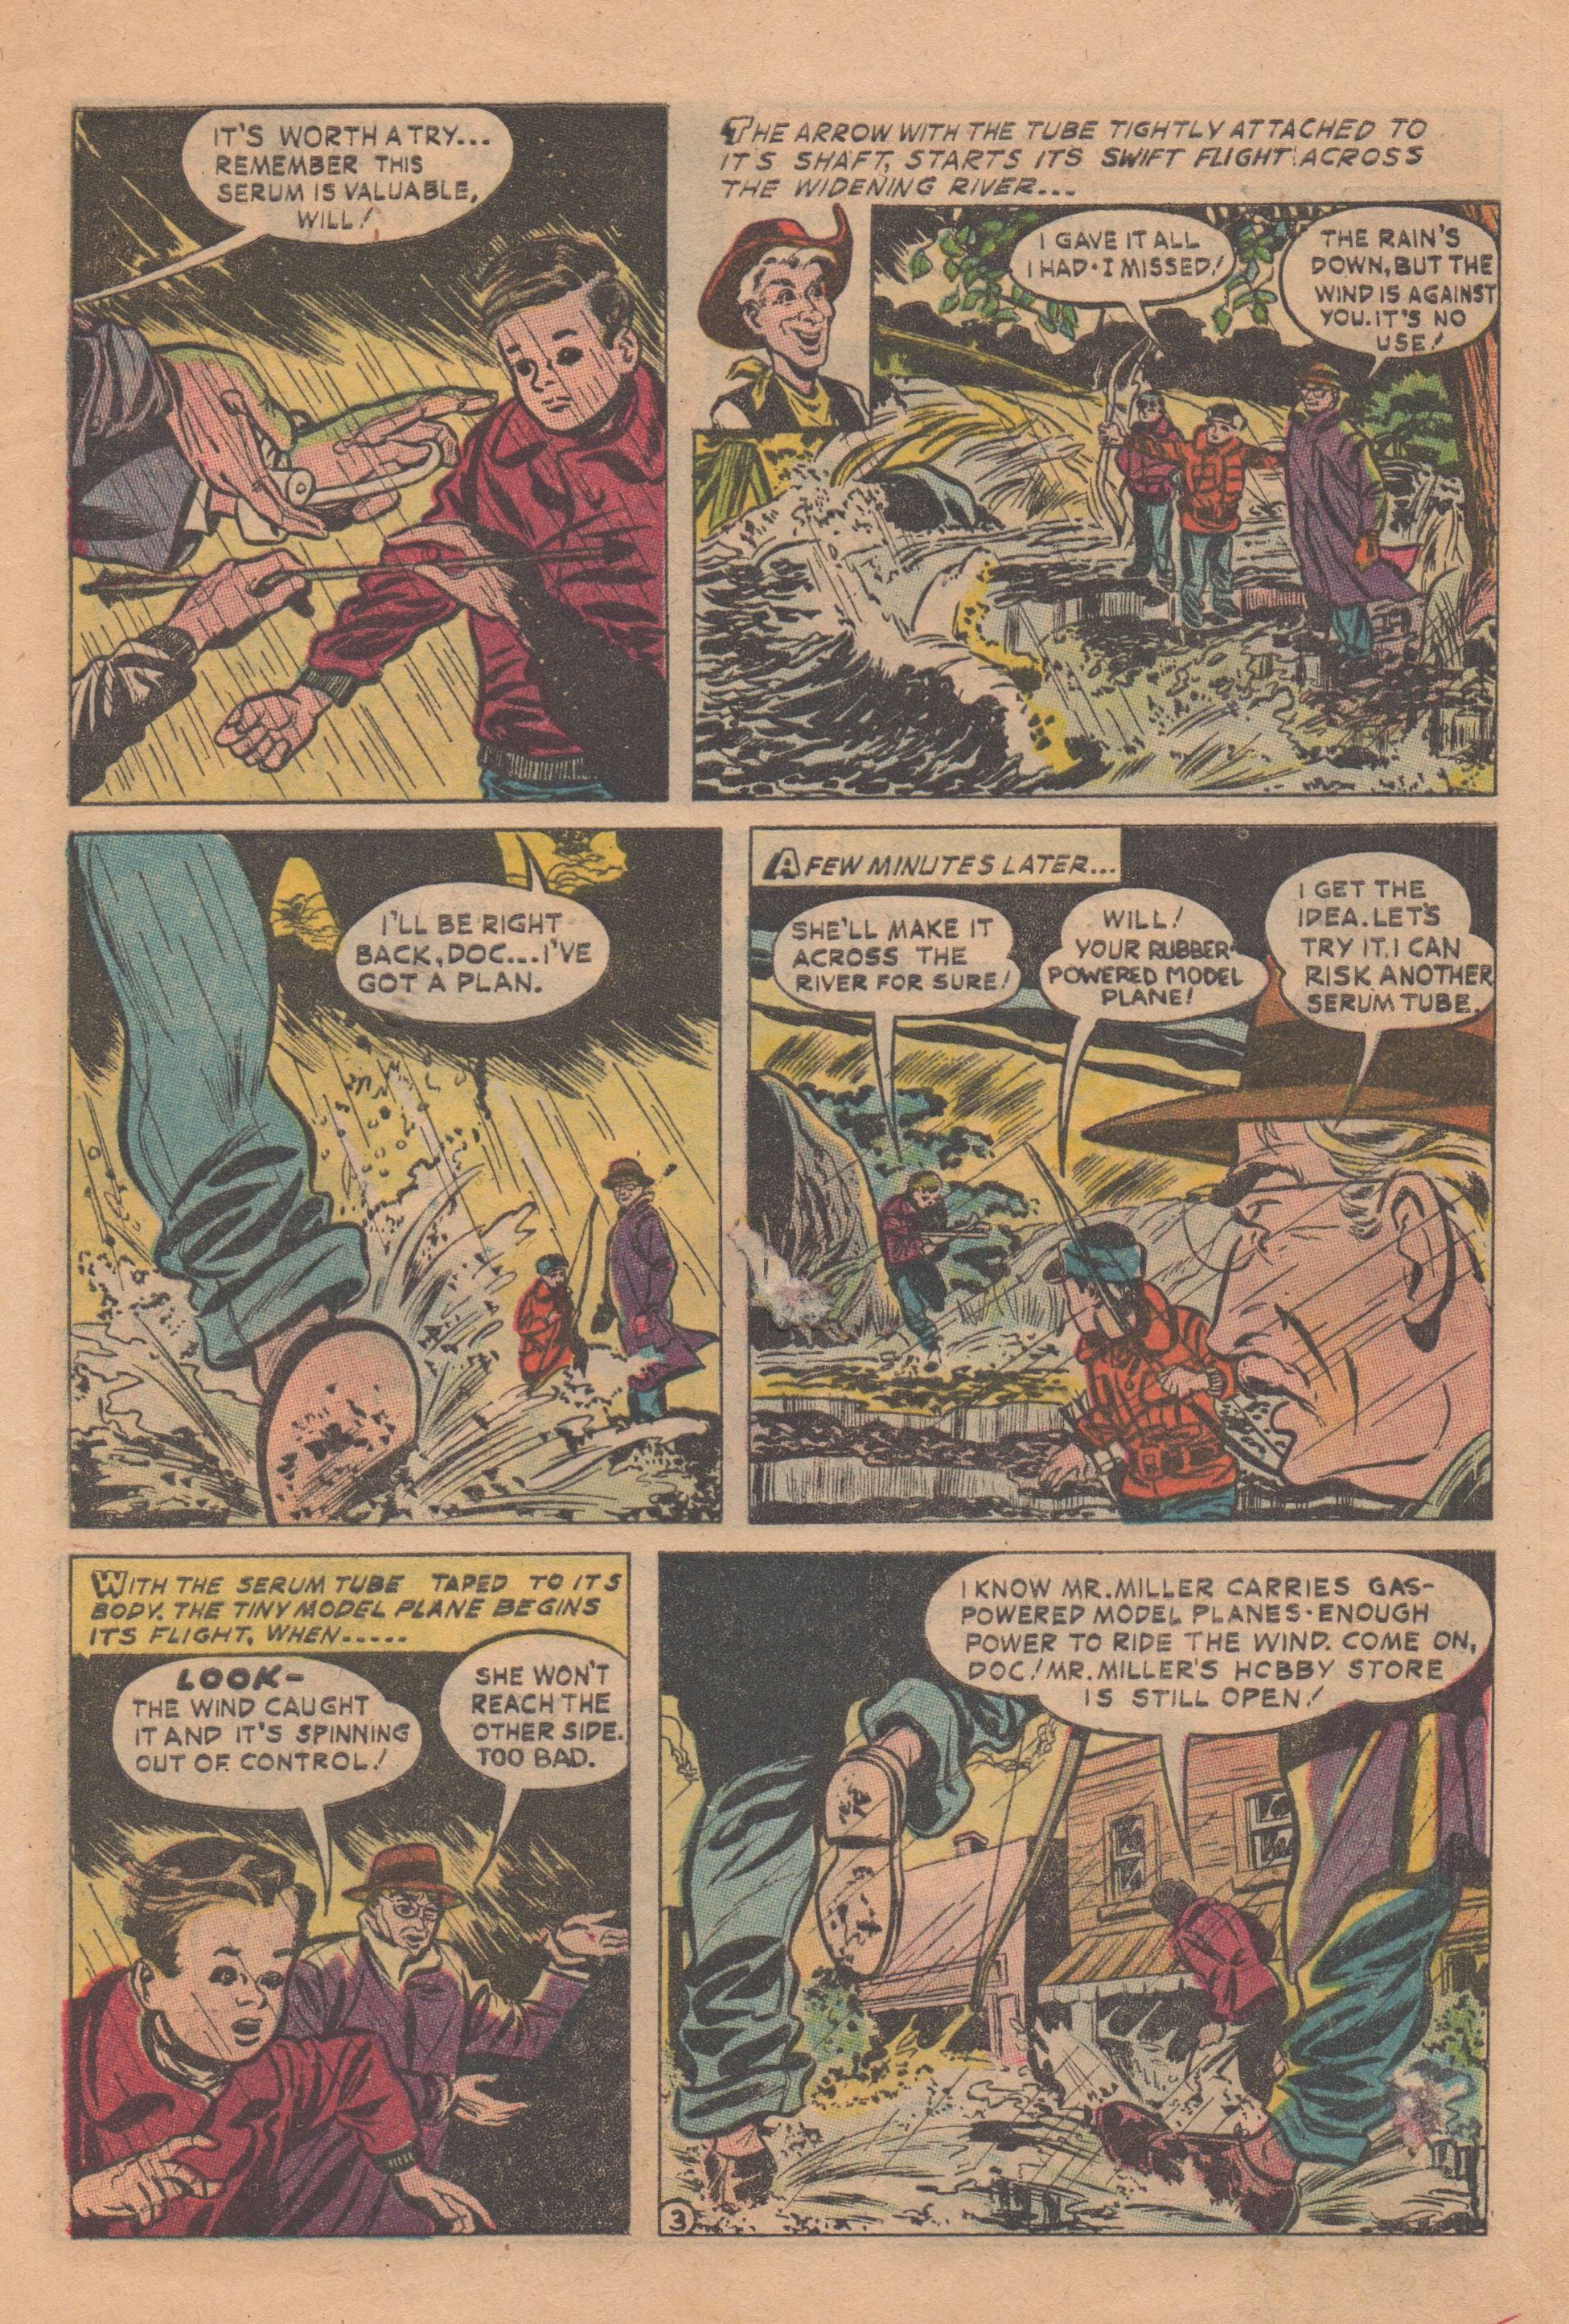 IT'S WORTH A TRY...
REMEMBER THIS
SERUM IS VALUABLE,
WILL!
THE ARROW WITH THE TUBE TIGHTLY ATTACHED TO
IT'S SHAFT, STARTS ITS SWIFT FLIGHT ACROSS
THE WIDENING RIVER...
I GAVE IT ALL
I HAD. I MISSED!
THE RAIN'S
DOWN, BUT THE
WIND IS AGAINST
YOU. IT'S NO
USE!
I'LL BE RIGHT
BACK, DOC.... I'VE
GOT A PLAN.
A FEW MINUTES LATER...
SHE'LL MAKE IT
ACROSS THE
RIVER FOR SURE!
WILL!
YOUR RUBBER-
POWERED MODEL
PLANE!
I GET THE
IDEA. LET'S
TRY IT. I CAN
RISK ANOTHER
SERUM TUBE.
WITH THE SERUM TUBE TAPED TO ITS
BODY. THE TINY MODEL PLANE BEGINS
IT'S FLIGHT, WHEN.....
LOOK-
THE WIND CAUGHT
IT AND IT'S SPINNING
OUT OF CONTROL!
SHE WON'T
REACH THE
OTHER SIDE.
TOO BAD.
I KNOW MR. MILLER CARRIES GAS-
POWERED MODEL PLANES-ENOUGH
POWER TO RIDE THE WIND. COME ON,
DOC! MR. MILLER'S HOBBY STORE
IS STILL OPEN!
3